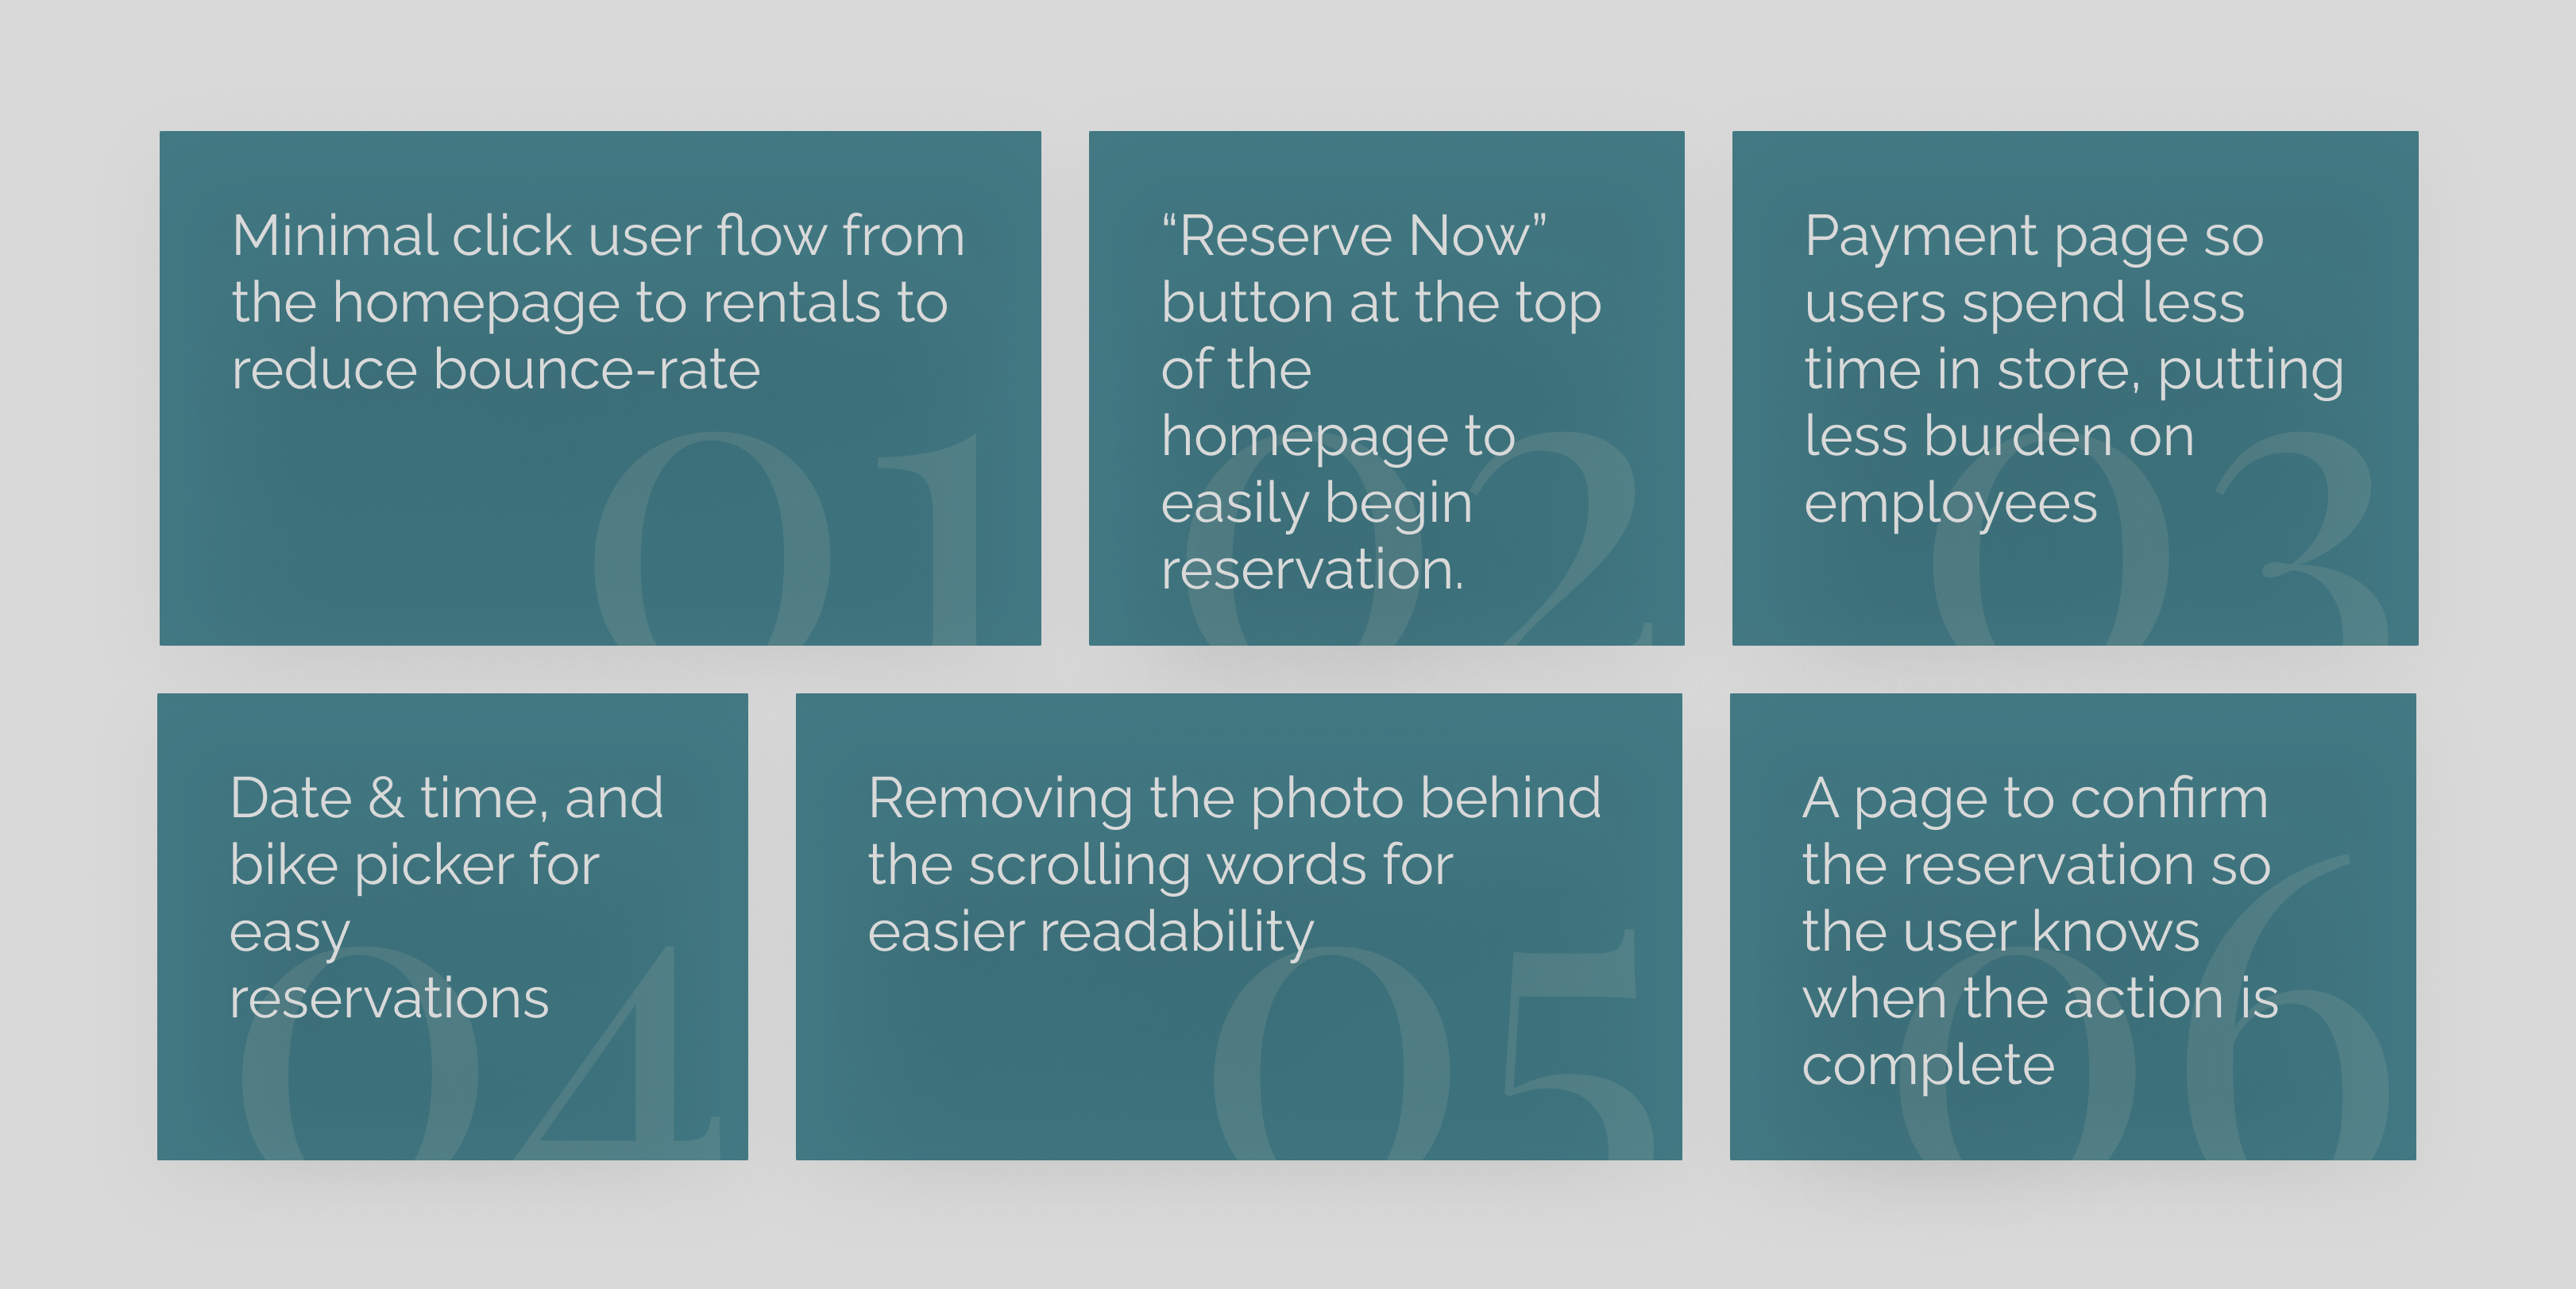 Minimal click user flow from
the homepage to rentals to
reduce bounce-rate
01
“Reserve Now”
button at the top
of the
homepage to
easily begin
reservation.
02
Payment page so
users spend less
time in store, putting
less burden on
employees
03
Date & time, and
bike picker for
easy
reservations
04
Removing the photo behind
the scrolling words for
easier readability
05
A page to confirm
the reservation so
the user knows
when the action is
complete
06